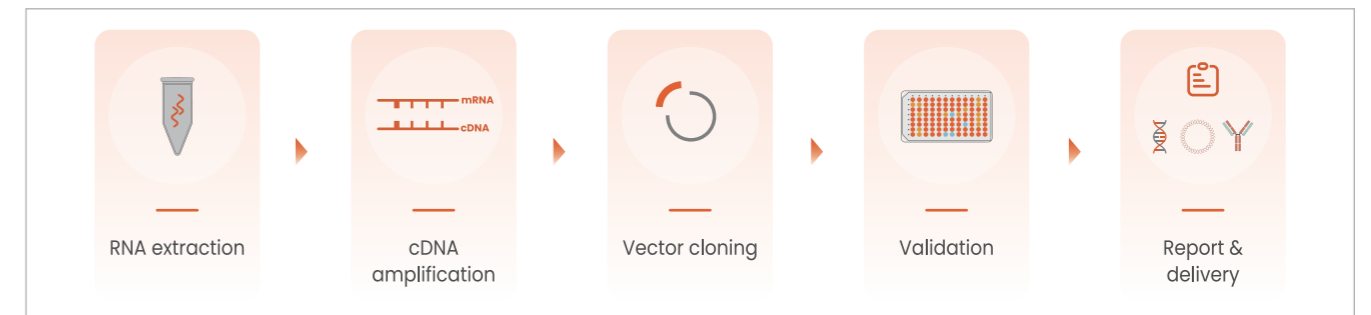 mRNA
cDNA
RNA extraction
cDNA
amplification
Vector cloning
Validation
Report &
delivery